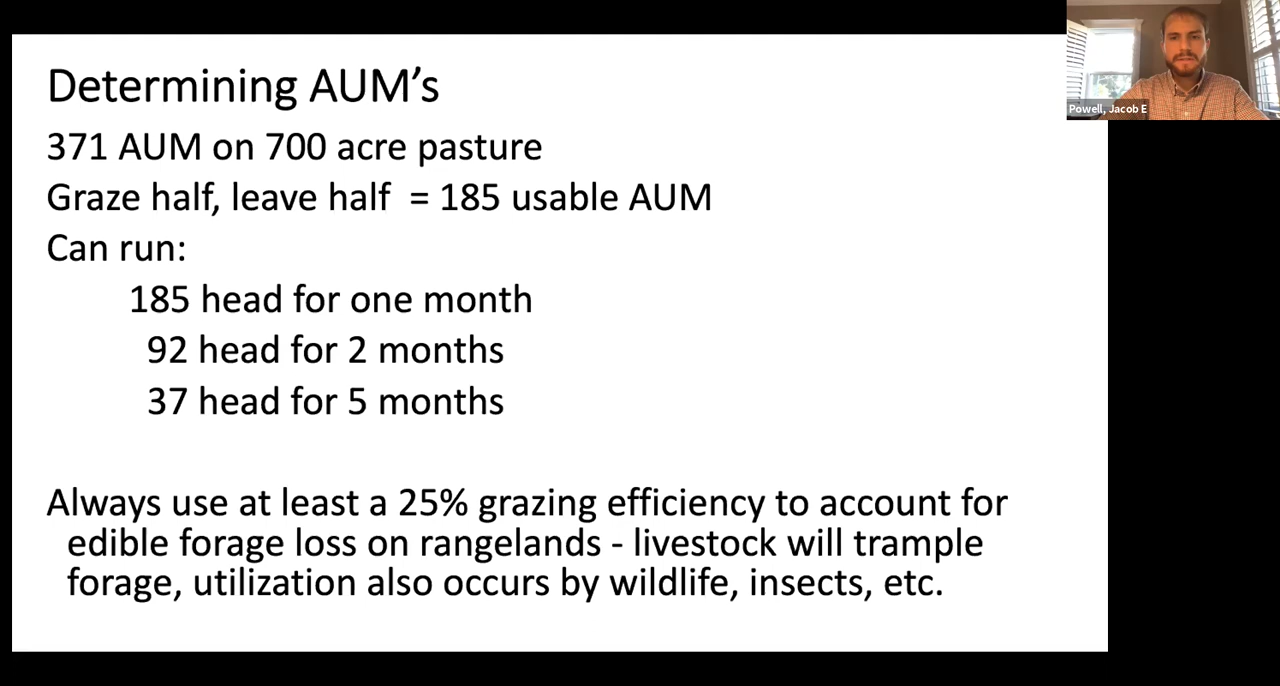 Determining AUM’s
371 AUM on 700 acre pasture
Graze half, leave half = 185 usable AUM
Can run:
185 head for one month
92 head for 2 months
37 head for 5 months
Always use at least a 25% grazing efficiency to account for
edible forage loss on rangelands - livestock will trample
forage, utilization also occurs by wildlife, insects, etc.
Powell, Jacob E